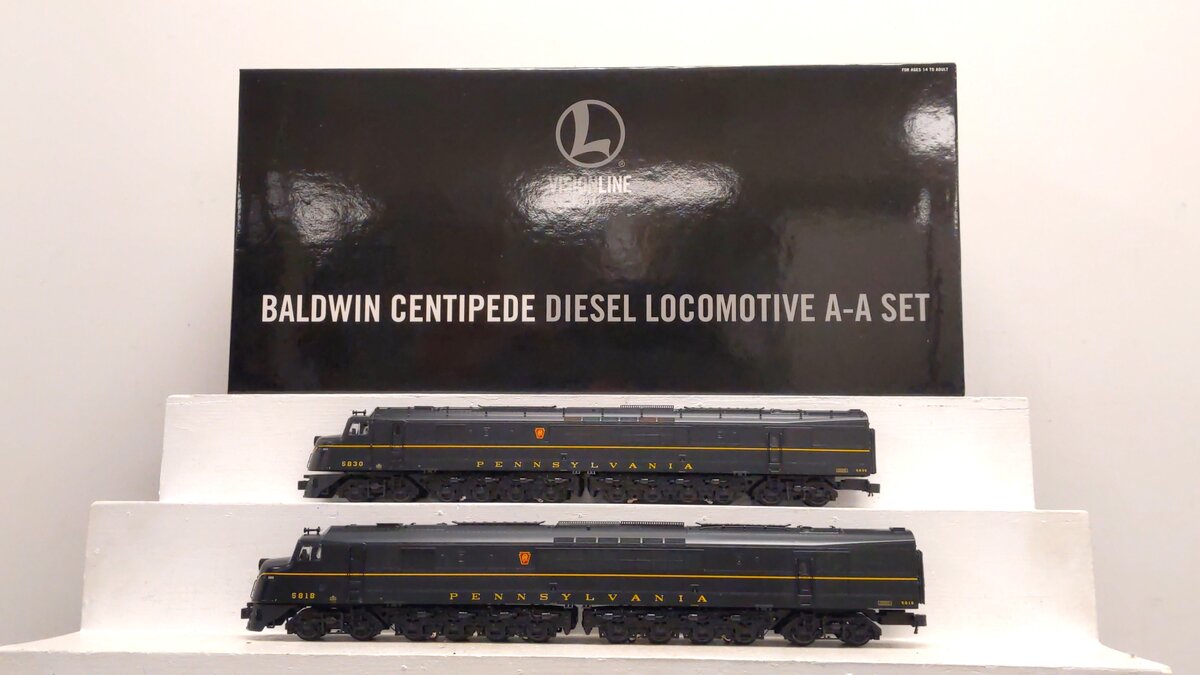 FOR AGES 14 TO ADULT
L
VISIONLINE
BALDWIN CENTIPEDE DIESEL LOCOMOTIVE A-A SET
5830
PENNSYLVANIA
5818
PENNSYLVANIA